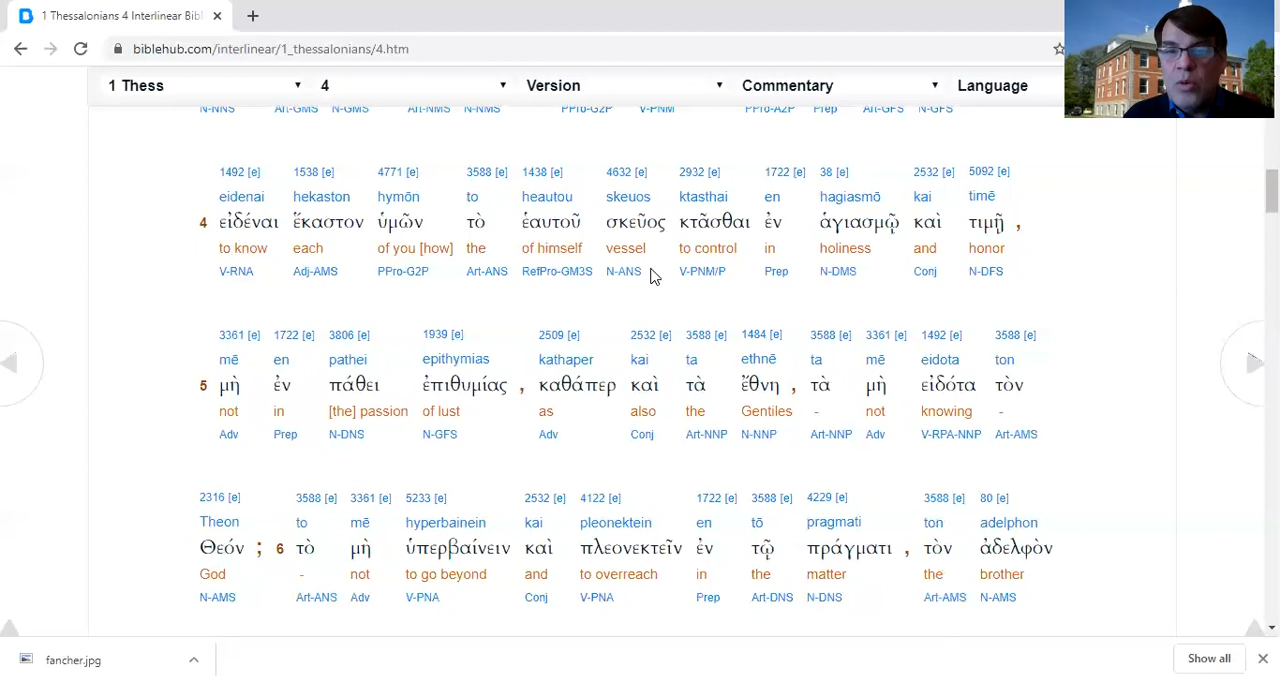 1 Thessalonians 4 Interlinear Bibl
biblehub.com/interlinear/1_thessalonians/4.htm
1 Thess 4 Version Commentary Language
N-NNS Art-GMS N-GMS Art-NMS N-NMS PPro-G2P V-PNM PPro-A2P Prep Art-GFS N-GFS
1492 [e] 1538 [e] 4771 [e] 3588 [e] 1438 [e] 4632 [e] 2932 [e] 1722 [e] 38 [e] 2532 [e] 5092 [e]
eidenai hekaston hymōn to heautou skeuos ktasthai en hagiasmō kai timē
4 εἰδέναι ἕκαστον ὑμῶν τὸ ἑαυτοῦ σκεῦος κτᾶσθαι ἐν ἁγιασμῷ καὶ τιμῇ ,
to know each of you [how] the of himself vessel to control in holiness and honor
V-RNA Adj-AMS PPro-G2P Art-ANS RefPro-GM3S N-ANS V-PNM/P Prep N-DMS Conj N-DFS
3361 [e] 1722 [e] 3806 [e] 1939 [e] 2509 [e] 2532 [e] 3588 [e] 1484 [e] 3588 [e] 3361 [e] 1492 [e] 3588 [e]
mē en pathei epithymias kathaper kai ta ethnē ta mē eidota ton
5 μὴ ἐν πάθει ἐπιθυμίας , καθάπερ καὶ τὰ ἔθνη , τὰ μὴ εἰδότα τὸν
not in [the] passion of lust as also the Gentiles - not knowing -
Adv Prep N-DNS N-GFS Adv Conj Art-NNP N-NNP Art-NNP Adv V-RPA-NNP Art-AMS
2316 [e] 3588 [e] 3361 [e] 5233 [e] 2532 [e] 4122 [e] 1722 [e] 3588 [e] 4229 [e] 3588 [e] 80 [e]
Theon to mē hyperbainein kai pleonektein en tō pragmati ton adelphon
Θεόν ; 6 τὸ μὴ ὑπερβαίνειν καὶ πλεονεκτεῖν ἐν τῷ πράγματι , τὸν ἀδελφὸν
God - not to go beyond and to overreach in the matter the brother
N-AMS Art-ANS Adv V-PNA Conj V-PNA Prep Art-DNS N-DNS Art-AMS N-AMS
fancher.jpg Show all